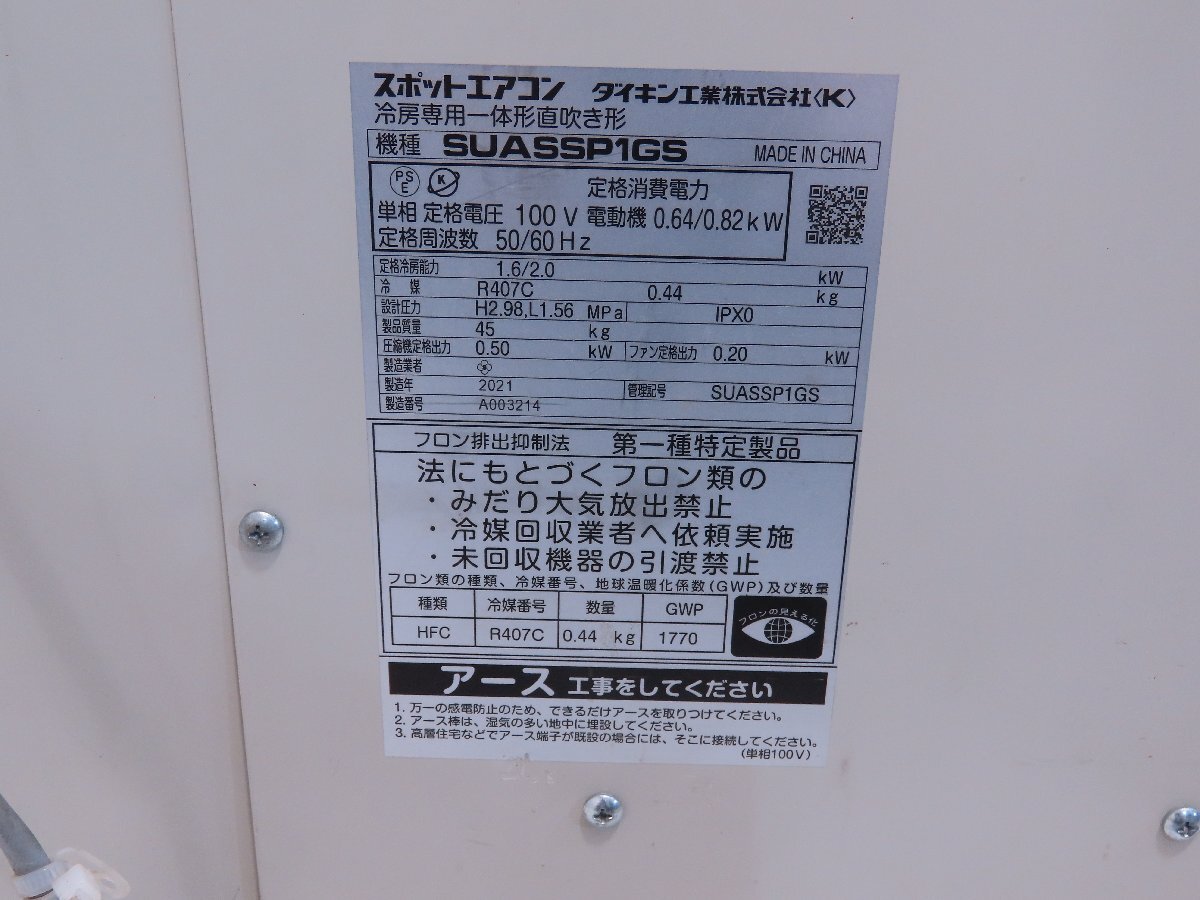 スポットエアコン ダイキン工業株式会社〈K〉
冷房専用一体形直吹き形
機種 SUASSP1GS MADE IN CHINA
PS E K 定格消費電力
単相 定格電圧 100 V 電動機 0.64/0.82kW
定格周波数 50/60Hz
定格冷房能力 1.6/2.0 kW
冷媒 R407C 0.44 kg
設計圧力 H2.98,L1.56 MPa IPX0
製品質量 45 kg
圧縮機定格出力 0.50 kW ファン定格出力 0.20 kW
製造業者
製造年 2021 管理記号 SUASSP1GS
製造番号 A003214
フロン排出抑制法 第一種特定製品
法にもとづくフロン類の
・みだり大気放出禁止
・冷媒回収業者へ依頼実施
・未回収機器の引渡禁止
フロン類の種類、冷媒番号、地球温暖化係数(GWP)及び数量
種類 冷媒番号 数量 GWP
HFC R407C 0.44 kg 1770
フロンの見える化
アース 工事をしてください
1. 万一の感電防止のため、できるだけアースを取りつけてください。
2. アース棒は、湿気の多い地中に埋設してください。
3. 高層住宅などでアース端子が既設の場合には、そこに接続してください。
(単相100V)